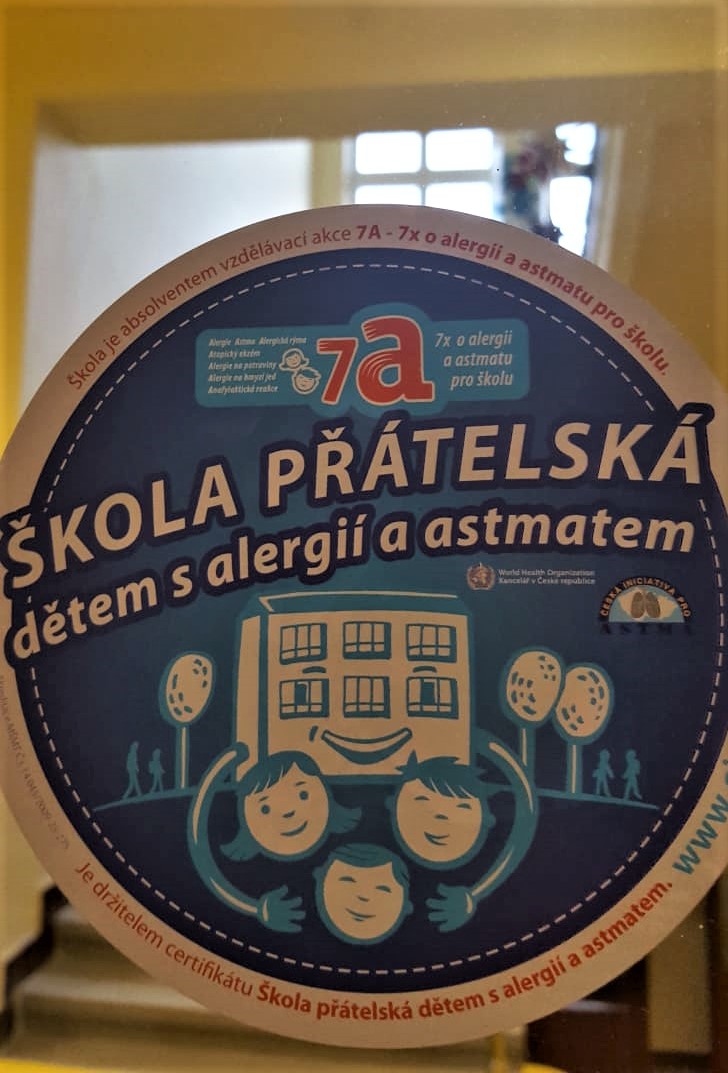 Škola je absolventem vzdělávací akce 7A - 7x o alergii a astmatu pro školu.
Alergie Astma Alergická rýma
Atopický ekzém
Alergie na potraviny
Alergie na hmyzí jed
Anafylaktické reakce
7a
7x o alergii
a astmatu
pro školu
ŠKOLA PŘÁTELSKÁ
dětem s alergií a astmatem
World Health Organization
Kancelář v České republice
ČESKÁ INICIATIVA PRO
ASTMA
www.
Je držitelem certifikátu Škola přátelská dětem s alergií a astmatem.